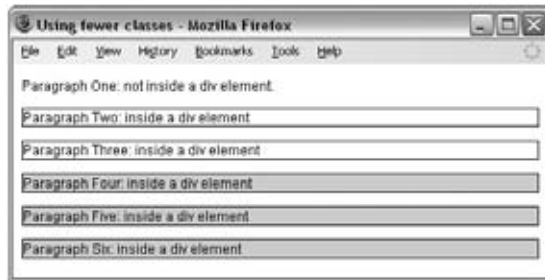 Using fewer classes - Mozilla Firefox
File Edit View History Bookmarks Tools Help
Paragraph One: not inside a div element.
Paragraph Two: inside a div element
Paragraph Three: inside a div element
Paragraph Four: inside a div element
Paragraph Five: inside a div element
Paragraph Six: inside a div element